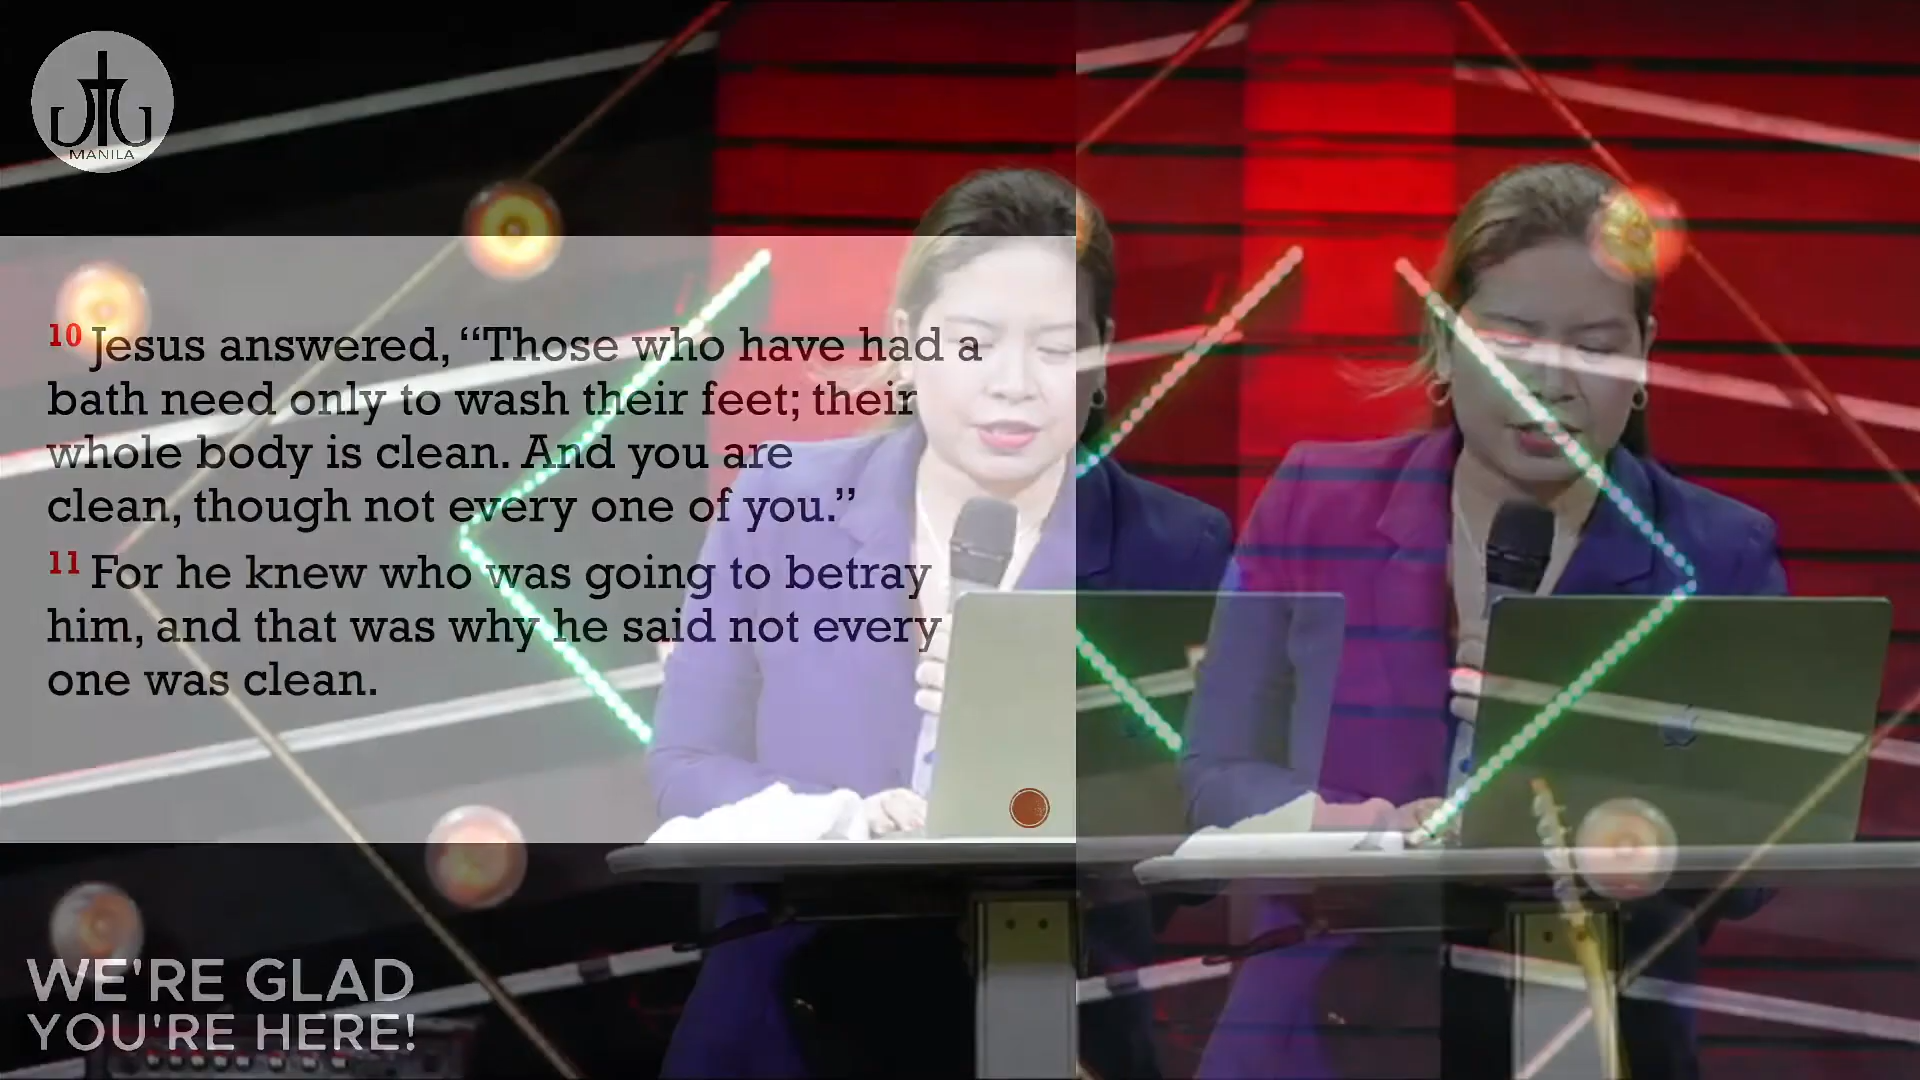 MANILA
10 Jesus answered, “Those who have had a
bath need only to wash their feet; their
whole body is clean. And you are
clean, though not every one of you.”
11 For he knew who was going to betray
him, and that was why he said not every
one was clean.
WE'RE GLAD
YOU'RE HERE!